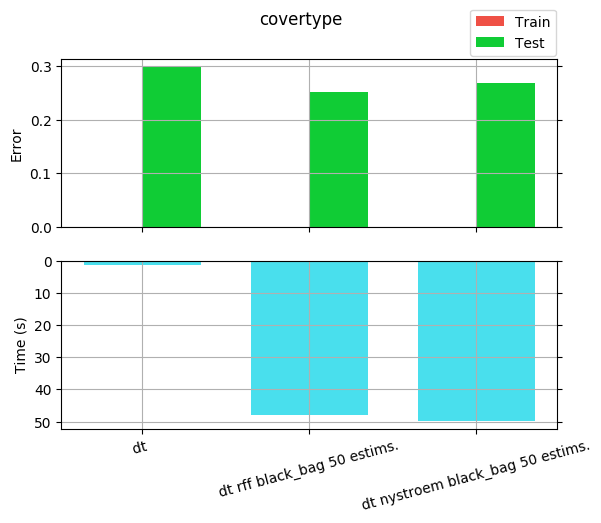 covertype
Train
Test
0.3
0.2
0.1
0.0
Error
0
10
20
30
40
50
Time (s)
dt
dt rff black_bag 50 estims.
dt nystroem black_bag 50 estims.